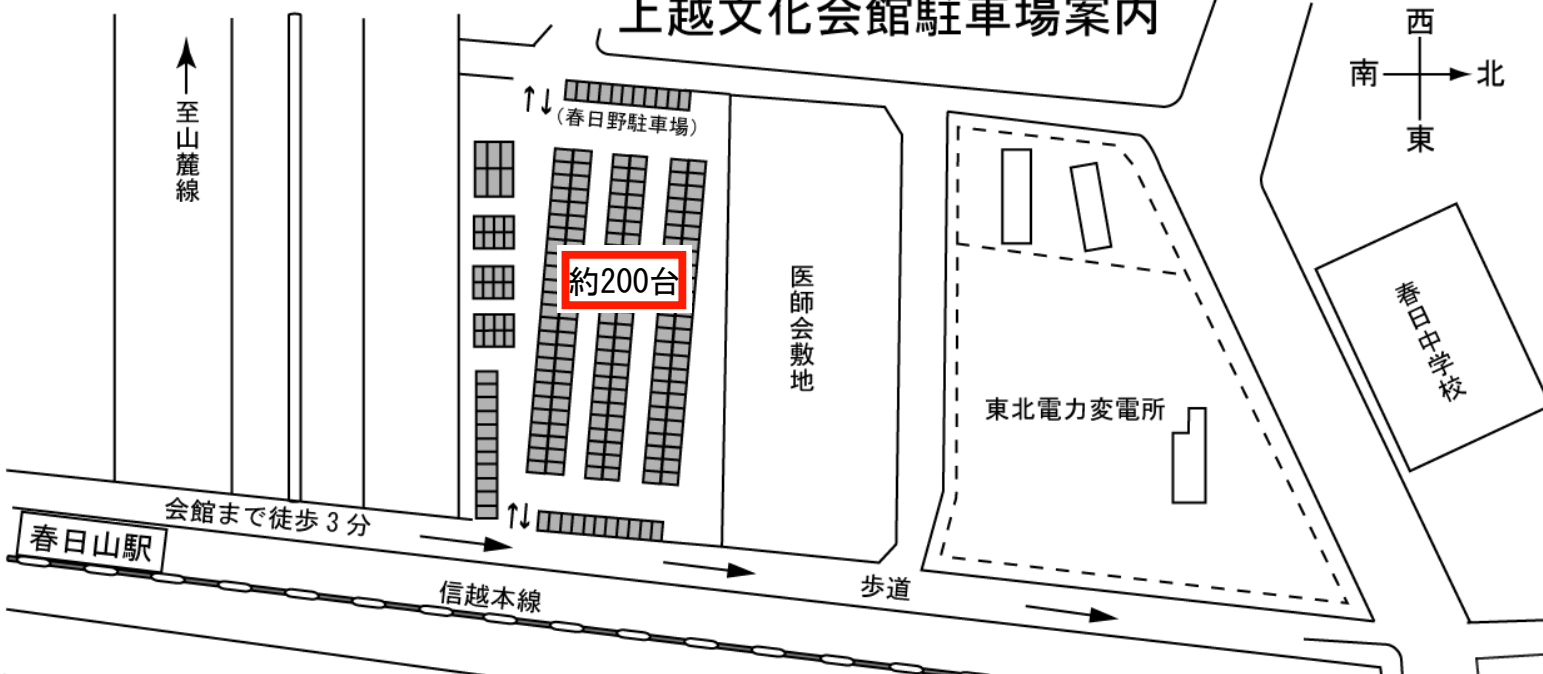 上越文化会館駐車場案内
西
南
北
東
至山麓線
(春日野駐車場)
約200台
医師会敷地
春日中学校
東北電力変電所
会館まで徒歩3分
春日山駅
信越本線
歩道